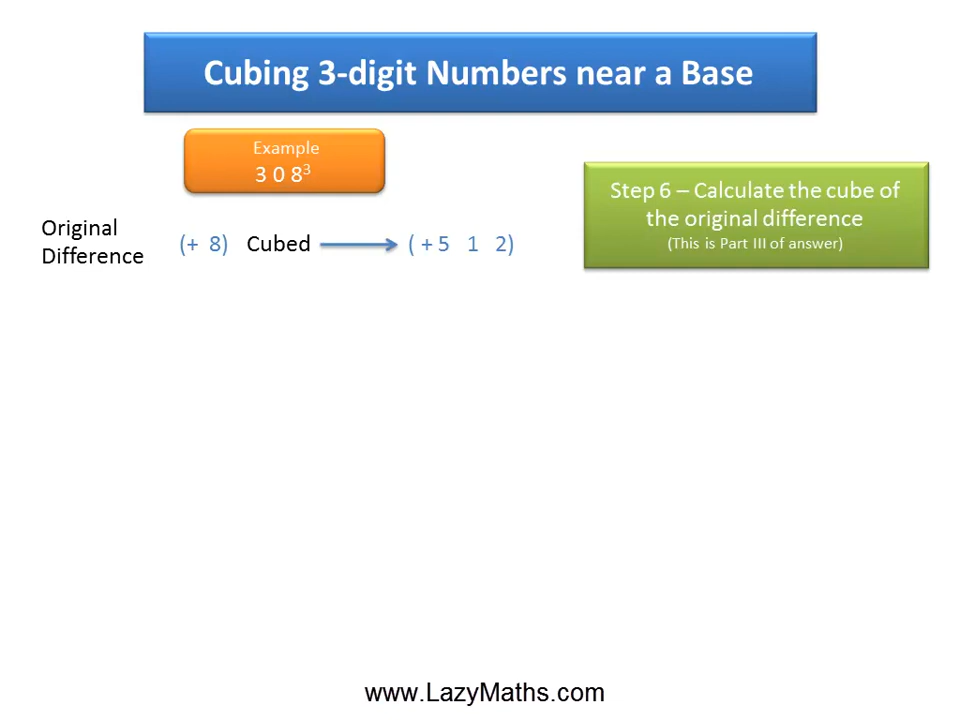 Cubing 3-digit Numbers near a Base
Example
3 0 8³
Step 6 – Calculate the cube of
the original difference
(This is Part III of answer)
Original
Difference
(+ 8) Cubed
( + 5 1 2)
www.LazyMaths.com